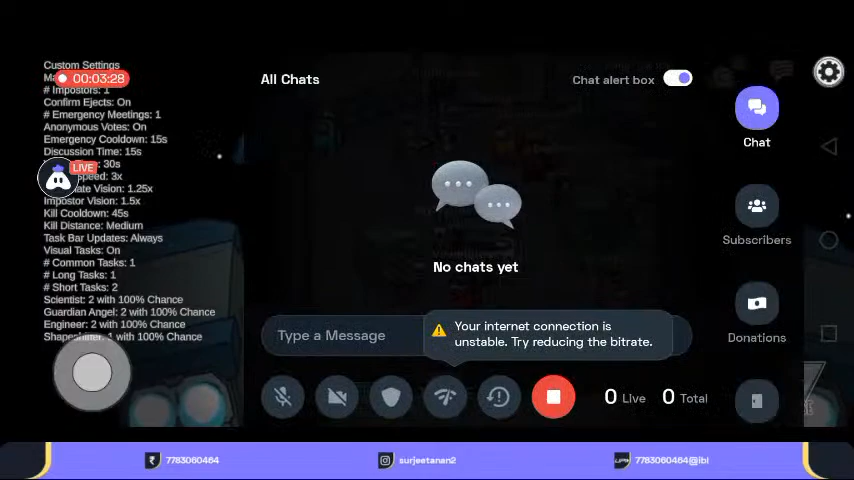 Custom Settings
00:03:28
# Impostors: 1
Confirm Ejects: On
# Emergency Meetings: 1
Anonymous Votes: On
Emergency Cooldown: 15s
Discussion Time: 15s
30s
LIVE
Speed: 3x
Vision: 1.25x
Impostor Vision: 1.5x
Kill Cooldown: 45s
Kill Distance: Medium
Task Bar Updates: Always
Visual Tasks: On
# Common Tasks: 1
# Long Tasks: 1
# Short Tasks: 2
Scientist: 2 with 100% Chance
Guardian Angel: 2 with 100% Chance
Engineer: 2 with 100% Chance
Shapeshifter: 1 with 100% Chance
All Chats
Chat alert box
No chats yet
Type a Message
Your internet connection is
unstable. Try reducing the bitrate.
0 Live 0 Total
Chat
Subscribers
Donations
7783060464
surjeetanan2
7783060464@ibl